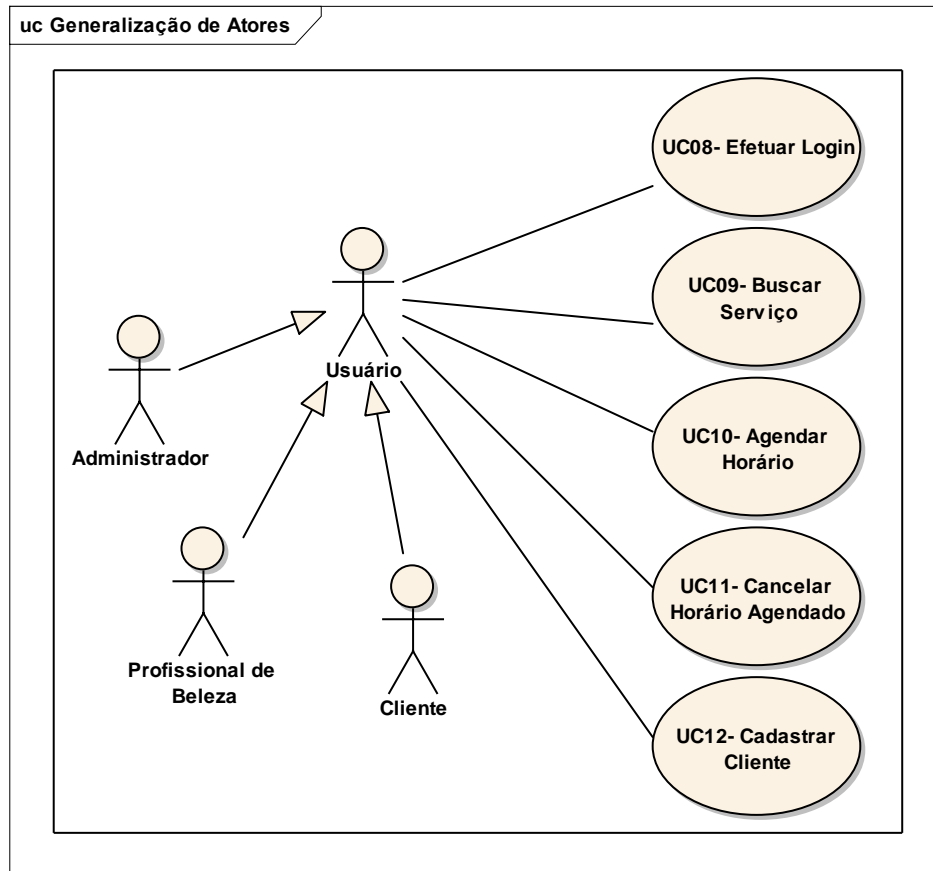 uc Generalização de Atores
UC08- Efetuar Login
UC09- Buscar
Serviço
Usuário
Administrador
UC10- Agendar
Horário
UC11- Cancelar
Horário Agendado
Profissional de
Beleza
Cliente
UC12- Cadastrar
Cliente